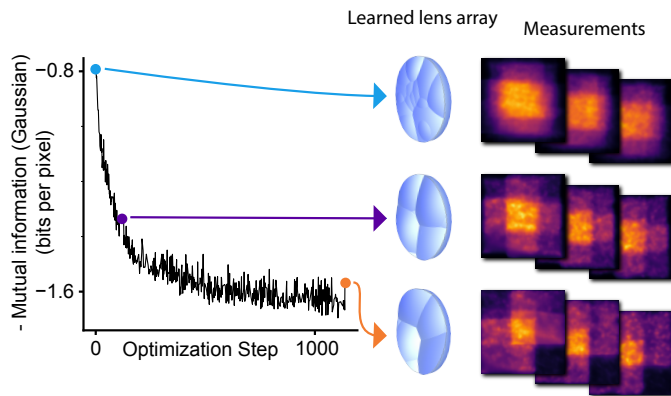 Learned lens array
Measurements
- Mutual information (Gaussian)
(bits per pixel)
−0.8
−1.6
0
1000
Optimization Step